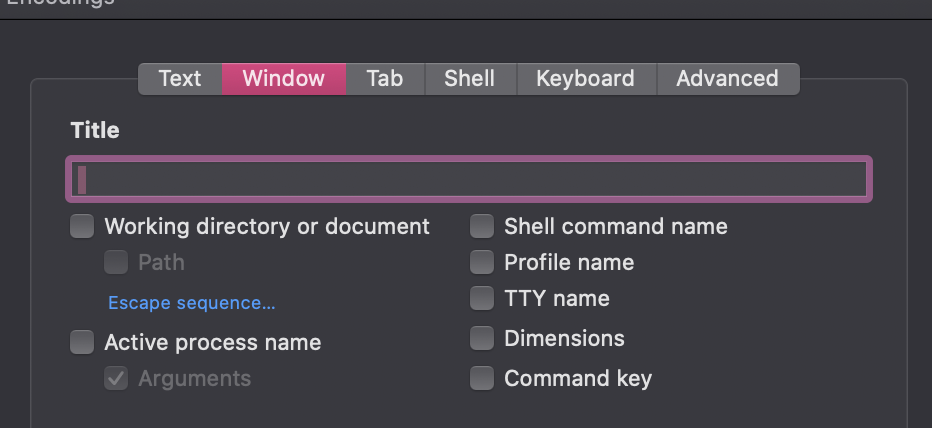 Encodings
Text Window Tab Shell Keyboard Advanced
Title
Working directory or document
Path
Escape sequence...
Active process name
Arguments
Shell command name
Profile name
TTY name
Dimensions
Command key